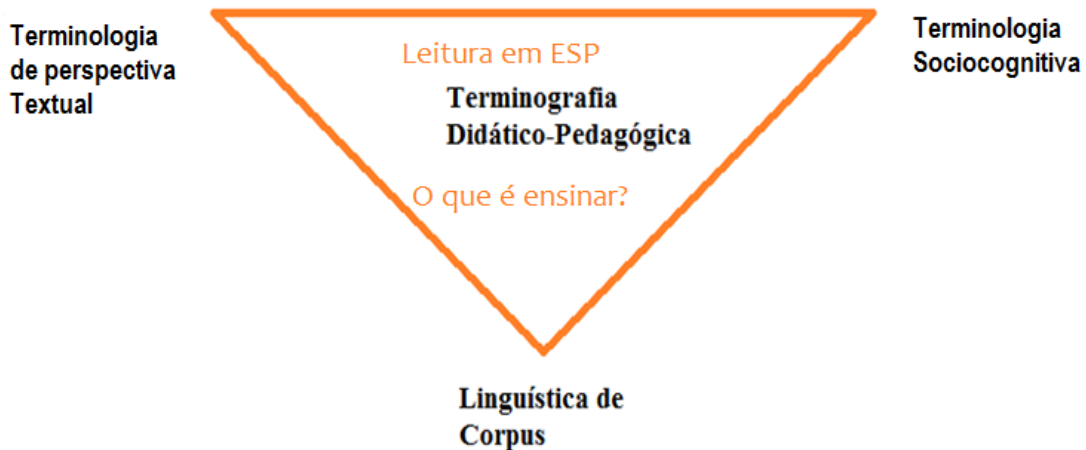 Terminologia
de perspectiva
Textual
Leitura em ESP
Terminografia
Didático-Pedagógica
O que é ensinar?
Terminologia
Sociocognitiva
Linguística de
Corpus